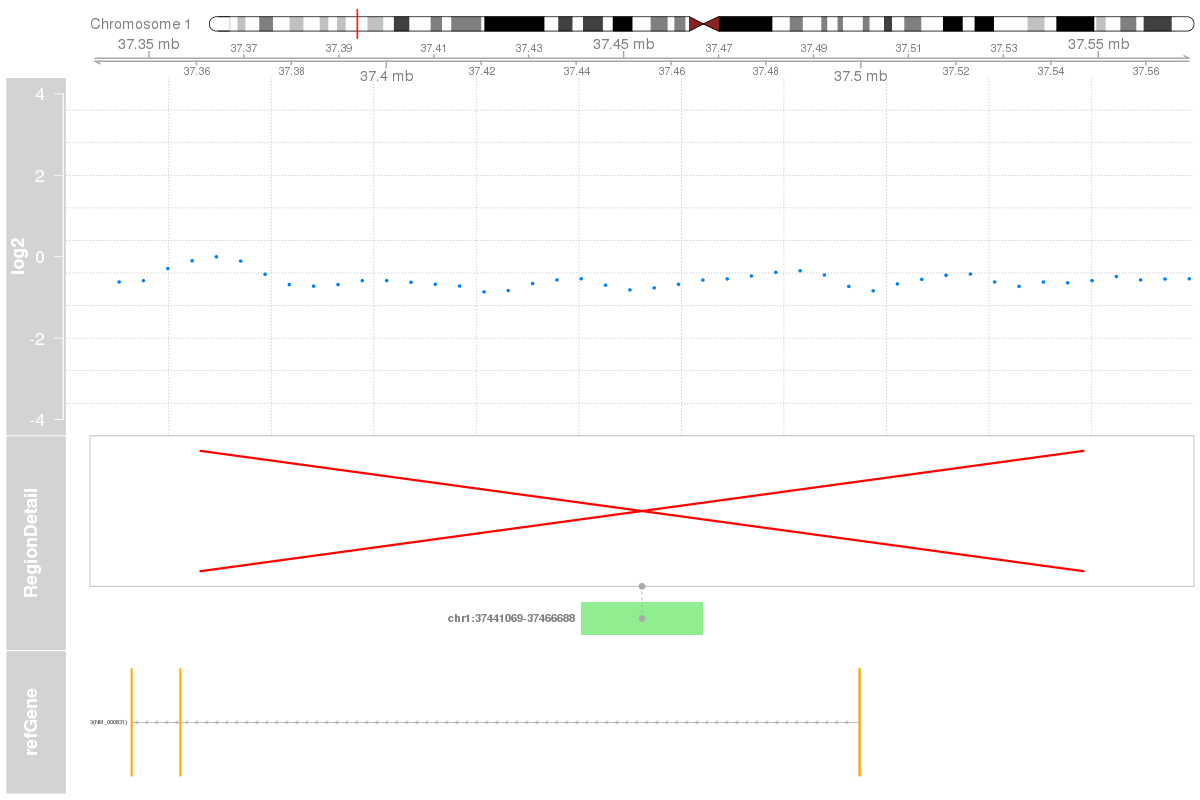 Chromosome 1
37.35 mb 37.37 37.39 37.41 37.43 37.45 mb 37.47 37.49 37.51 37.53 37.55 mb
37.36 37.38 37.4 mb 37.42 37.44 37.46 37.48 37.5 mb 37.52 37.54 37.56
log2
4
2
0
-2
-4
RegionDetail
chr1:37441069-37466688
refGene
3(NM_000831)